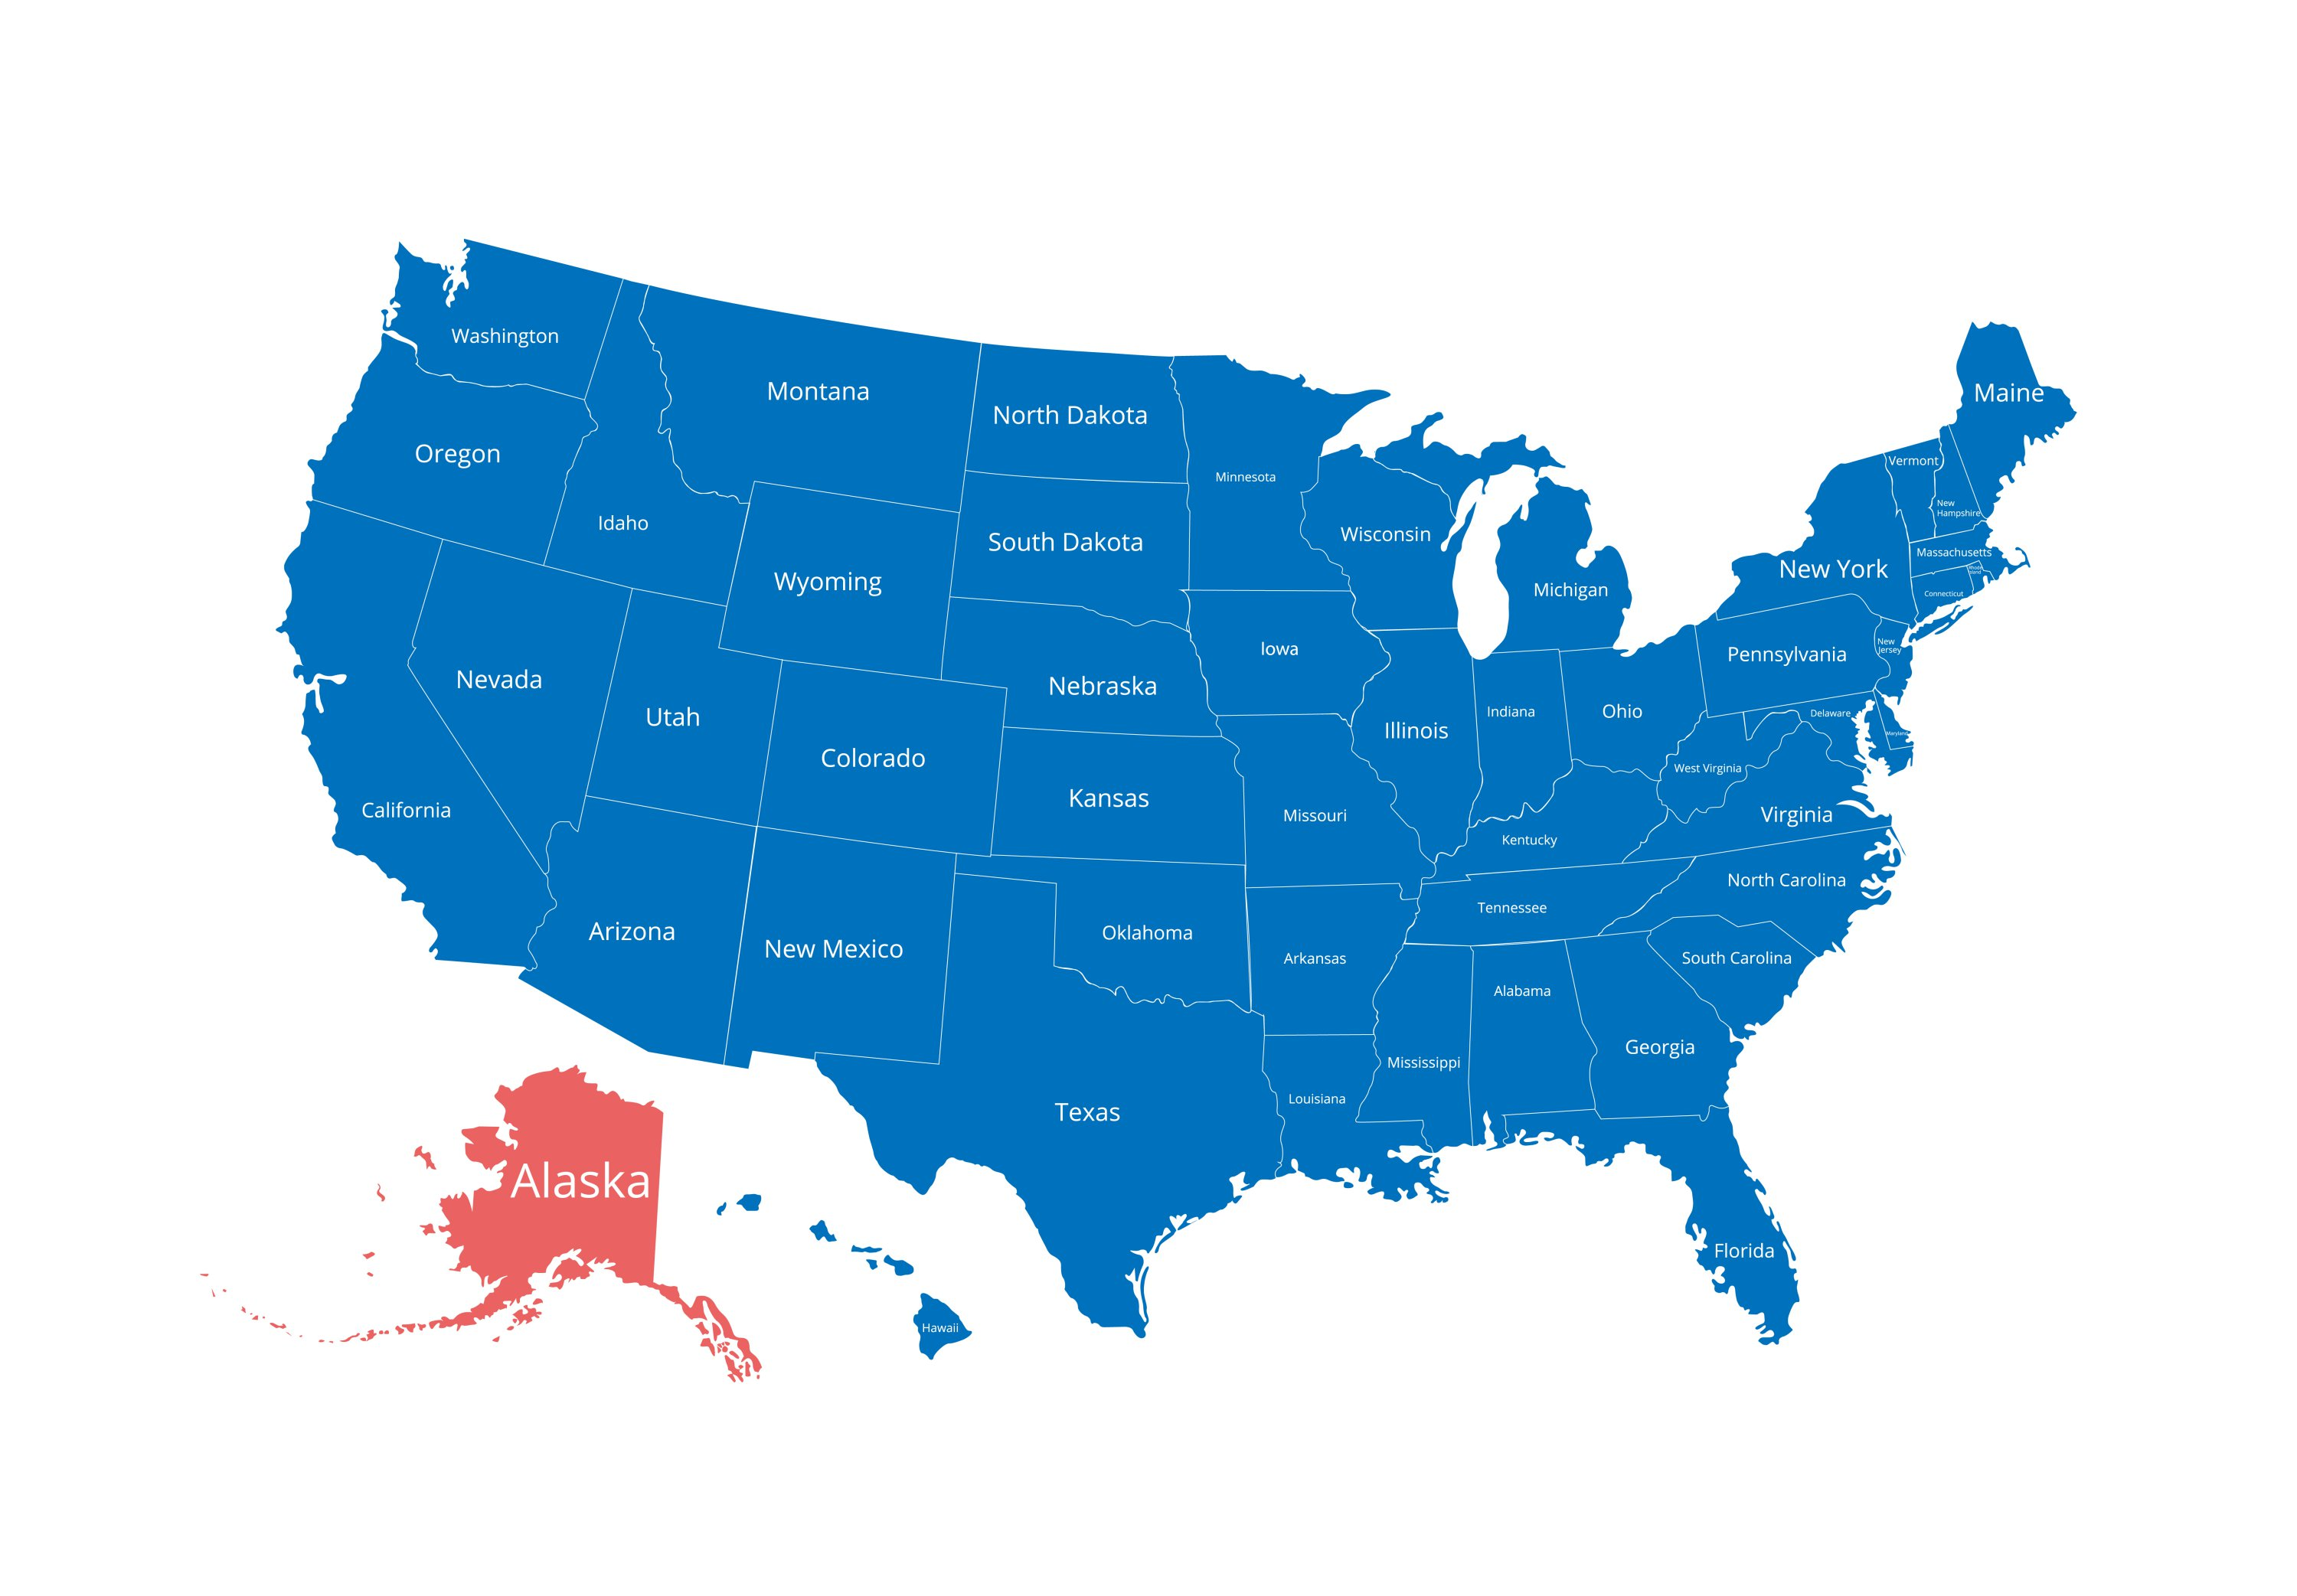 Washington
Montana
North Dakota
Maine
Oregon
Minnesota
Vermont
New
Hampshire
Idaho
South Dakota
Wisconsin
Massachusetts
Wyoming
Michigan
New York
Rhode
Island
Connecticut
Iowa
Pennsylvania
New
Jersey
Nevada
Nebraska
Utah
Illinois
Indiana
Ohio
Delaware
Maryland
Colorado
West Virginia
Kansas
California
Missouri
Virginia
Kentucky
North Carolina
Tennessee
Arizona
New Mexico
Oklahoma
Arkansas
South Carolina
Alabama
Georgia
Mississippi
Louisiana
Texas
Alaska
Florida
Hawaii